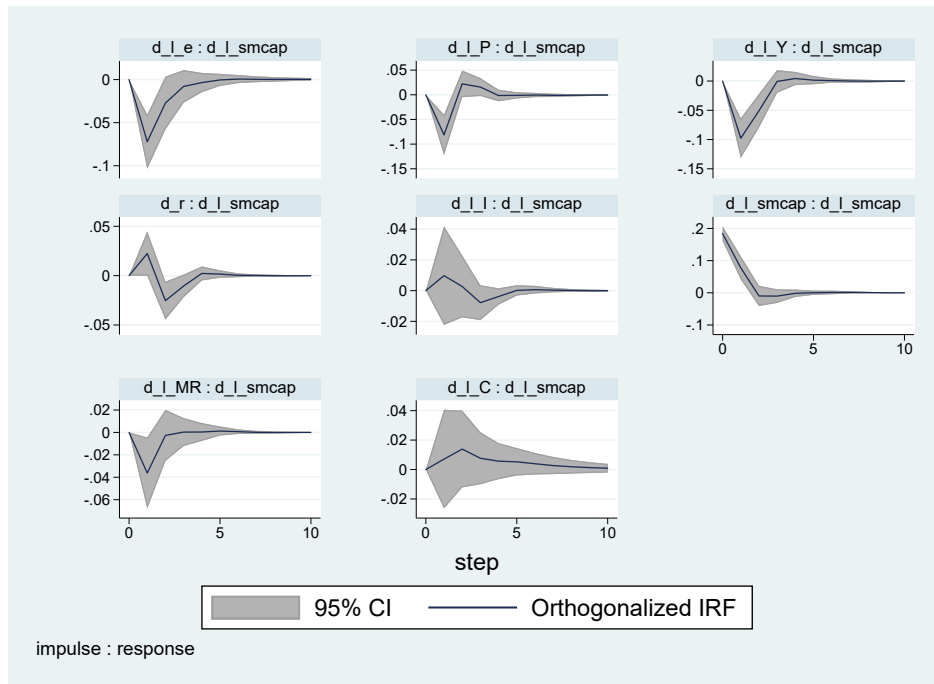 d_l_e : d_l_smcap
0
-.05
-.1
d_l_P : d_l_smcap
.05
0
-.05
-.1
-.15
d_l_Y : d_l_smcap
0
-.05
-.1
-.15
d_r : d_l_smcap
.05
0
-.05
d_l_I : d_l_smcap
.04
.02
0
-.02
d_l_smcap : d_l_smcap
.2
.1
0
-.1
0 5 10
d_l_MR : d_l_smcap
.02
0
-.02
-.04
-.06
0 5 10
d_l_C : d_l_smcap
.04
.02
0
-.02
0 5 10
step
95% CI Orthogonalized IRF
impulse : response